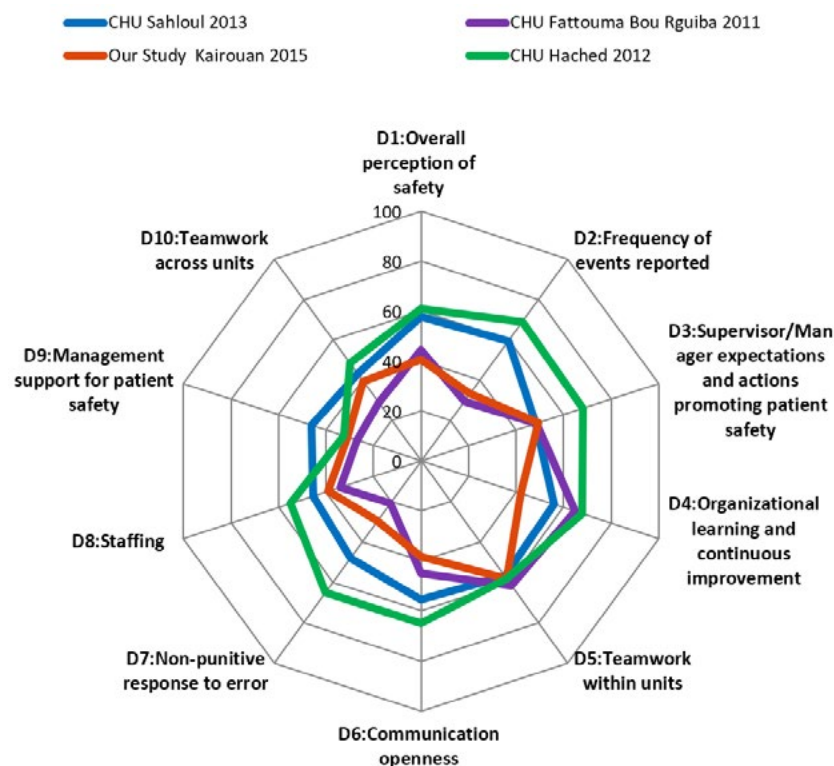 CHU Sahloul 2013
CHU Fattouma Bou Rguiba 2011
Our Study  Kairouan 2015
CHU Hached 2012
D1:Overall
perception of
safety
100
80
60
40
20
0
D2:Frequency of
events reported
D3:Supervisor/Man
ager expectations
and actions
promoting patient
safety
D4:Organizational
learning and
continuous
improvement
D5:Teamwork
within units
D6:Communication
openness
D7:Non-punitive
response to error
D8:Staffing
D9:Management
support for patient
safety
D10:Teamwork
across units